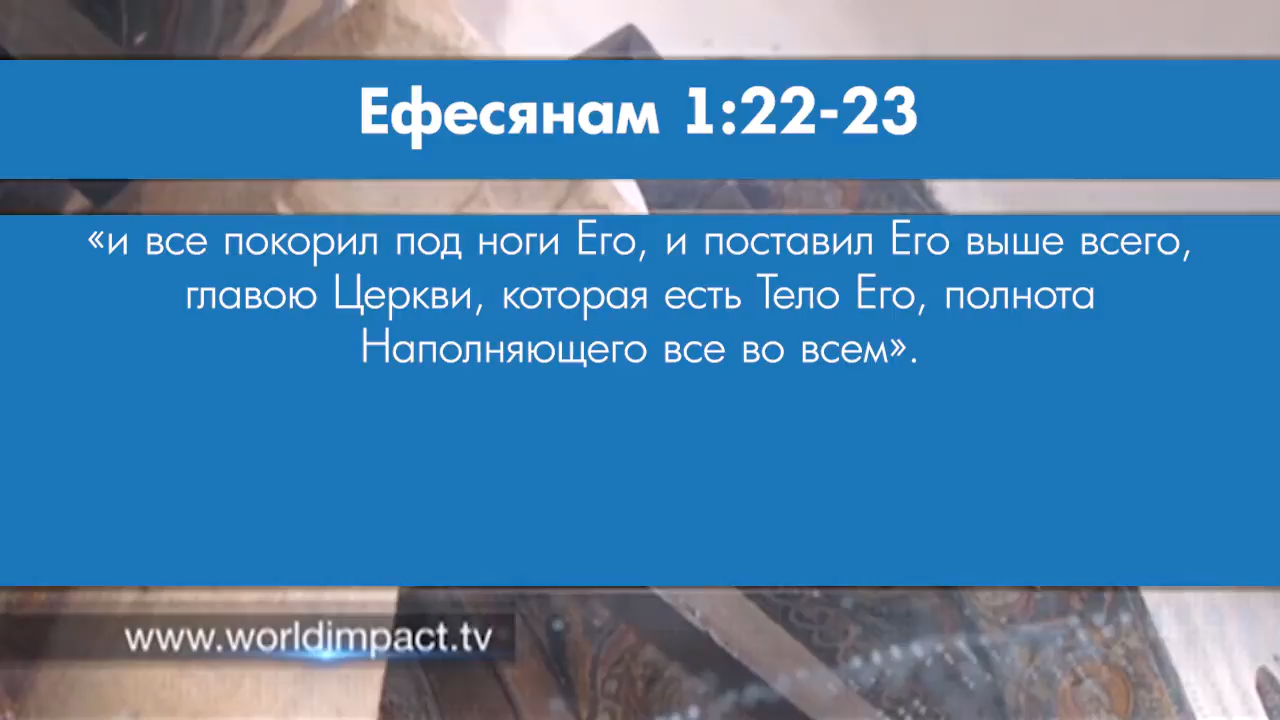 Ефесянам 1:22-23
«и все покорил под ноги Его, и поставил Его выше всего,
главою Церкви, которая есть Тело Его, полнота
Наполняющего все во всем».
www.worldimpact.tv